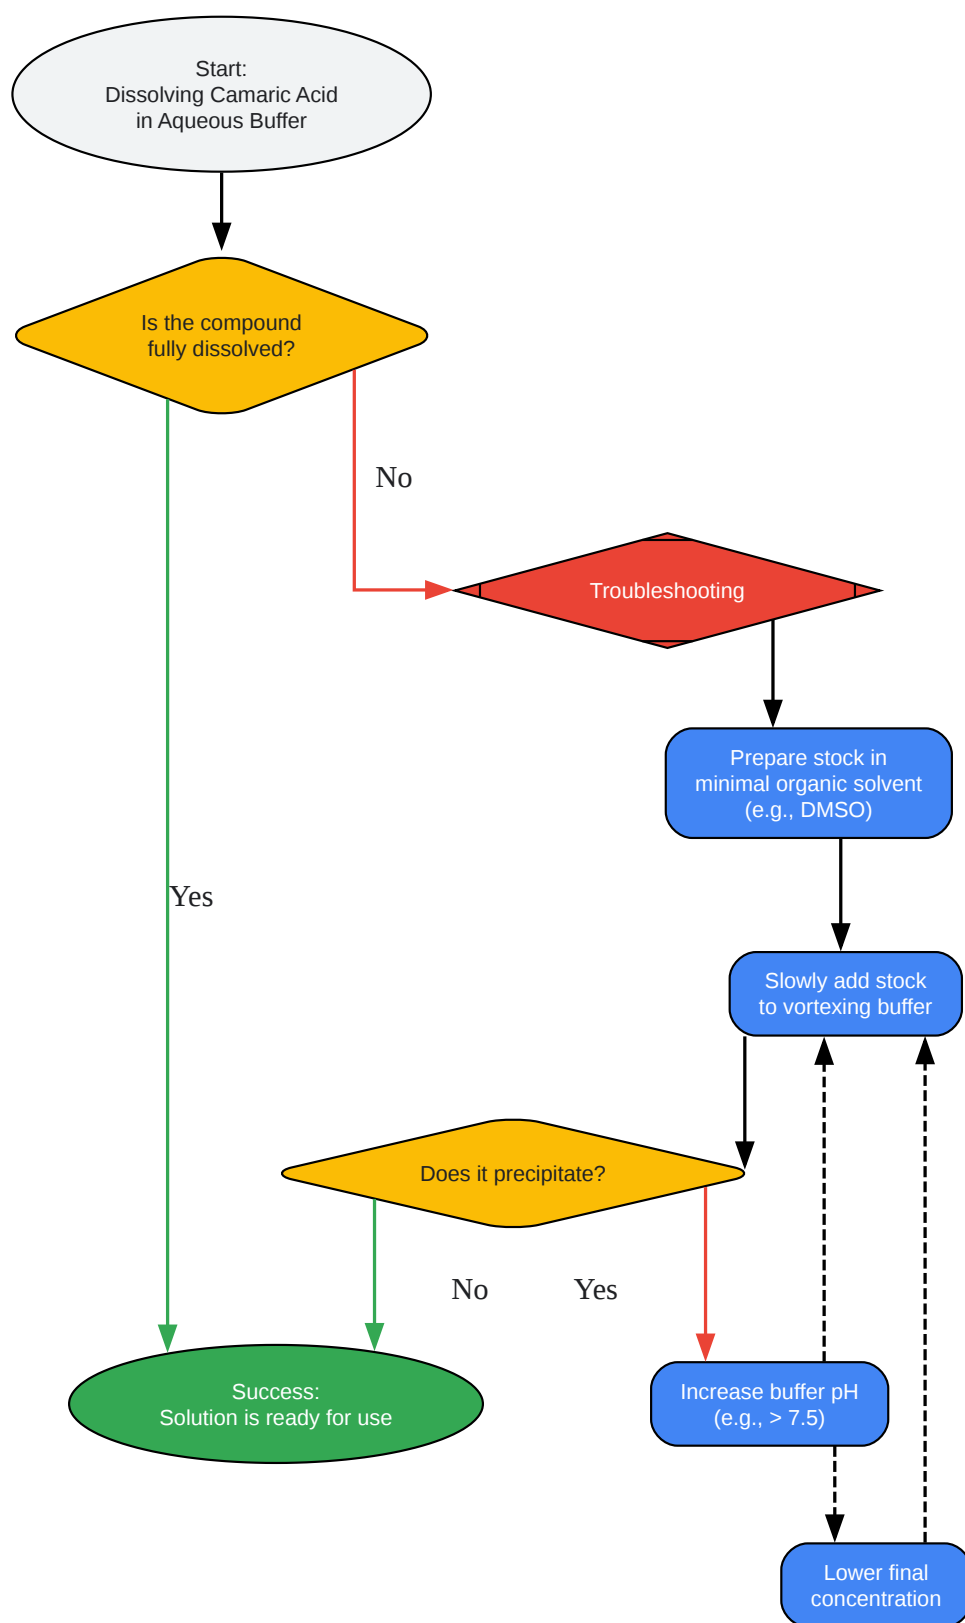 Start:
Dissolving Camaric Acid
in Aqueous Buffer
Is the compound
fully dissolved?
No
Troubleshooting
Prepare stock in
minimal organic solvent
(e.g., DMSO)
Yes
Slowly add stock
to vortexing buffer
Does it precipitate?
No
Yes
Success:
Solution is ready for use
Increase buffer pH
(e.g., > 7.5)
Lower final
concentration